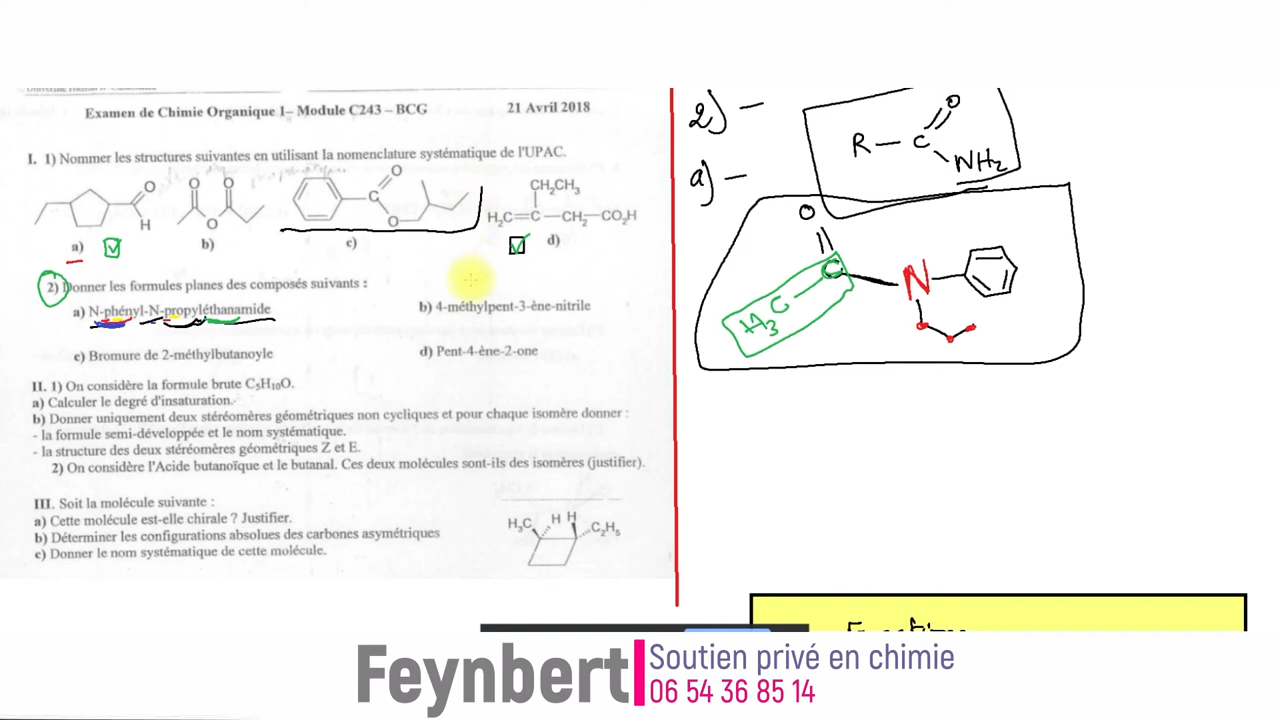 Examen de Chimie Organique 1– Module C243 – BCG
21 Avril 2018
I. 1) Nommer les structures suivantes en utilisant la nomenclature systématique de l'UPAC.
O H
O O O
O C O
CH₂CH₃
H₂C=C—CH₂—CO₂H
a) b) c) d)
2) Donner les formules planes des composés suivants :
a) N-phényl-N-propyléthanamide
b) 4-méthylpent-3-ène-nitrile
c) Bromure de 2-méthylbutanoyle
d) Pent-4-ène-2-one
II. 1) On considère la formule brute C₅H₁₀O.
a) Calculer le degré d'insaturation.
b) Donner uniquement deux stéréomères géométriques non cycliques et pour chaque isomère donner :
- la formule semi-développée et le nom systématique.
- la structure des deux stéréomères géométriques Z et E.
2) On considère l'Acide butanoïque et le butanal. Ces deux molécules sont-ils des isomères (justifier).
III. Soit la molécule suivante :
a) Cette molécule est-elle chirale ? Justifier.
b) Déterminer les configurations absolues des carbones asymétriques
c) Donner le nom systématique de cette molécule.
H₃C H H C₂H₅
2) –
R – C O
NH₂
a) –
O
C N
H₃C
Feynbert
Soutien privé en chimie
06 54 36 85 14